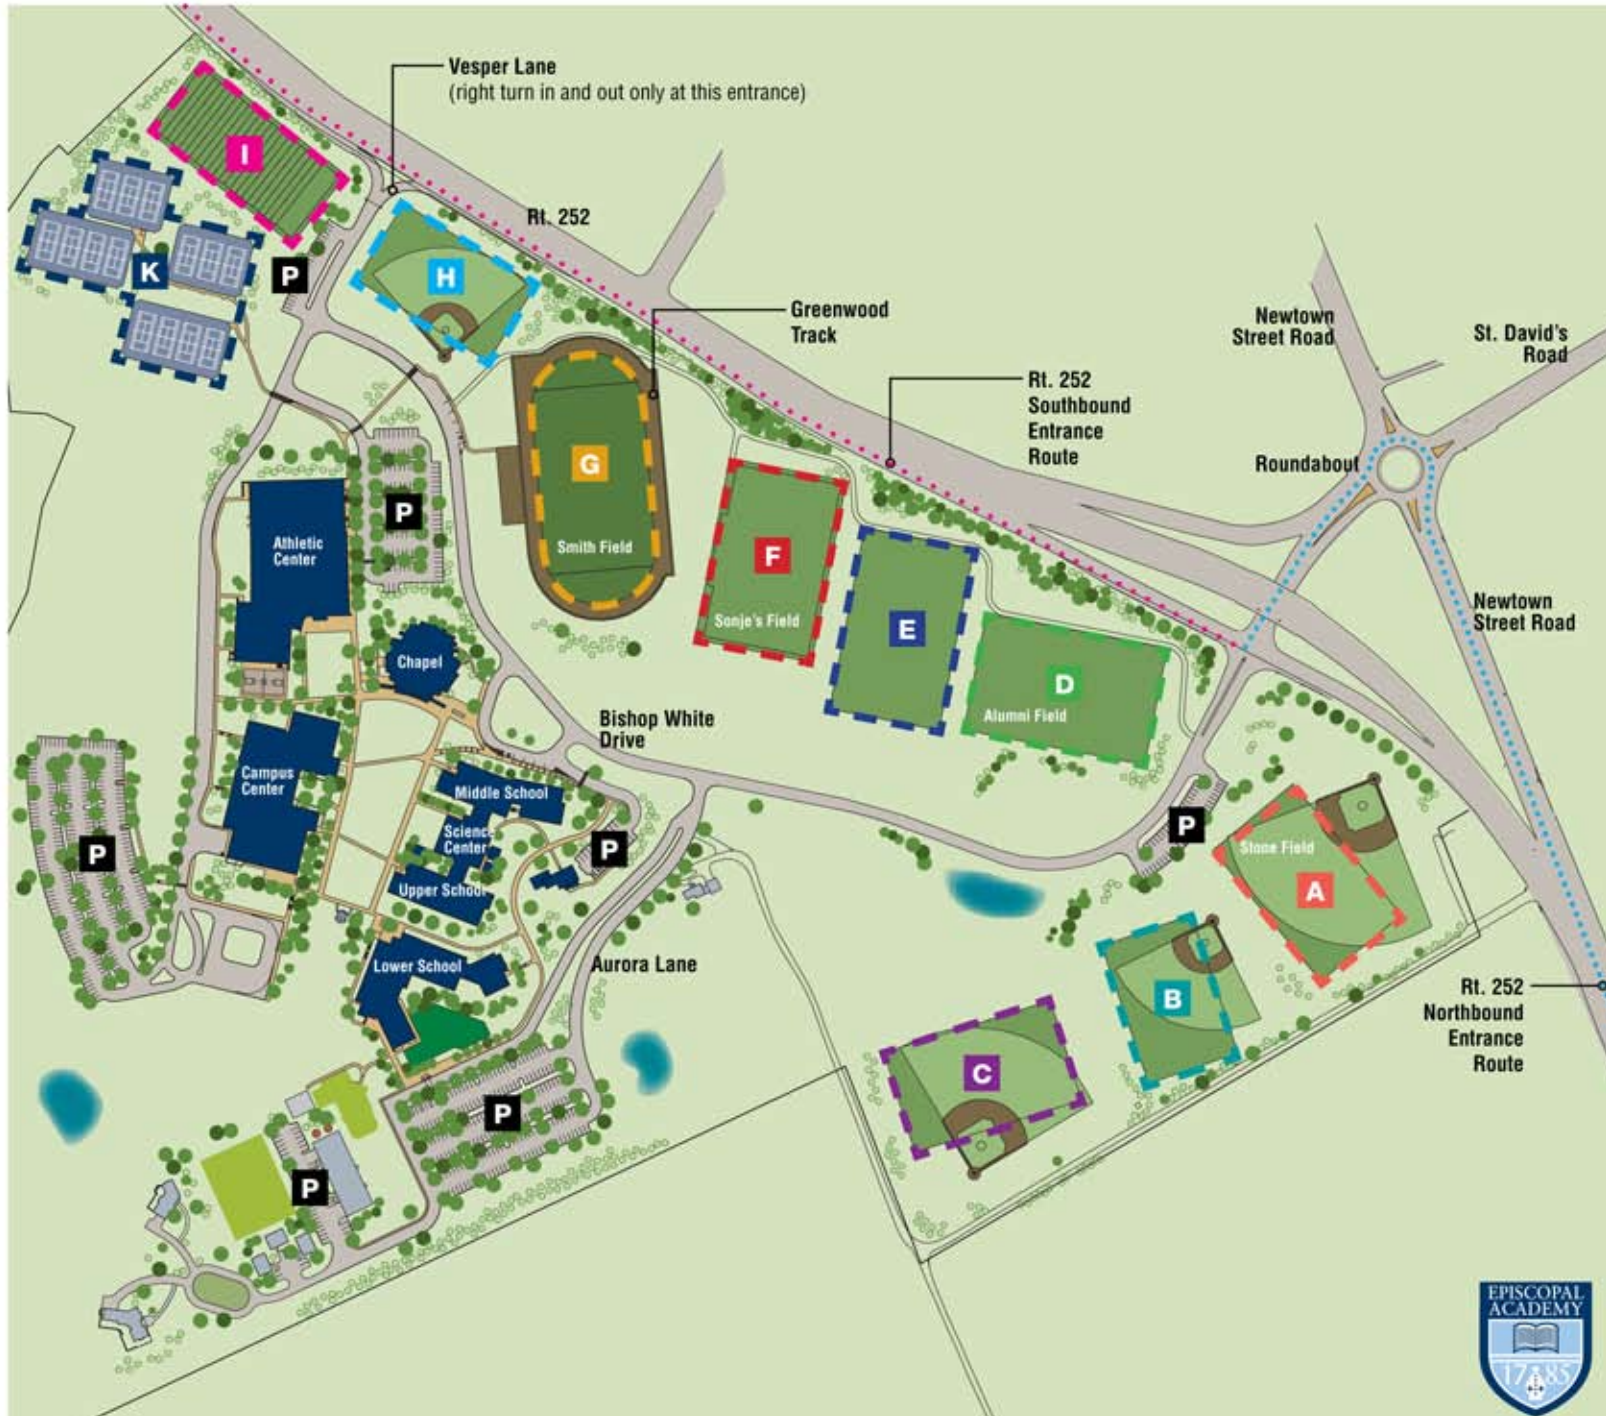 Vesper Lane
(right turn in and out only at this entrance)
I
Rt. 252
K
P
H
Greenwood
Track
Newtown
Street Road
St. David's
Road
Rt. 252
Southbound
Entrance
Route
Roundabout
G
P
Smith Field
Athletic
Center
F
Sonje's Field
E
D
Alumni Field
Newtown
Street Road
Chapel
Bishop White
Drive
Campus
Center
Middle School
Science
Center
Upper School
P
P
P
Stone Field
A
Lower School
Aurora Lane
B
Rt. 252
Northbound
Entrance
Route
C
P
P
EPISCOPAL
ACADEMY
17 85